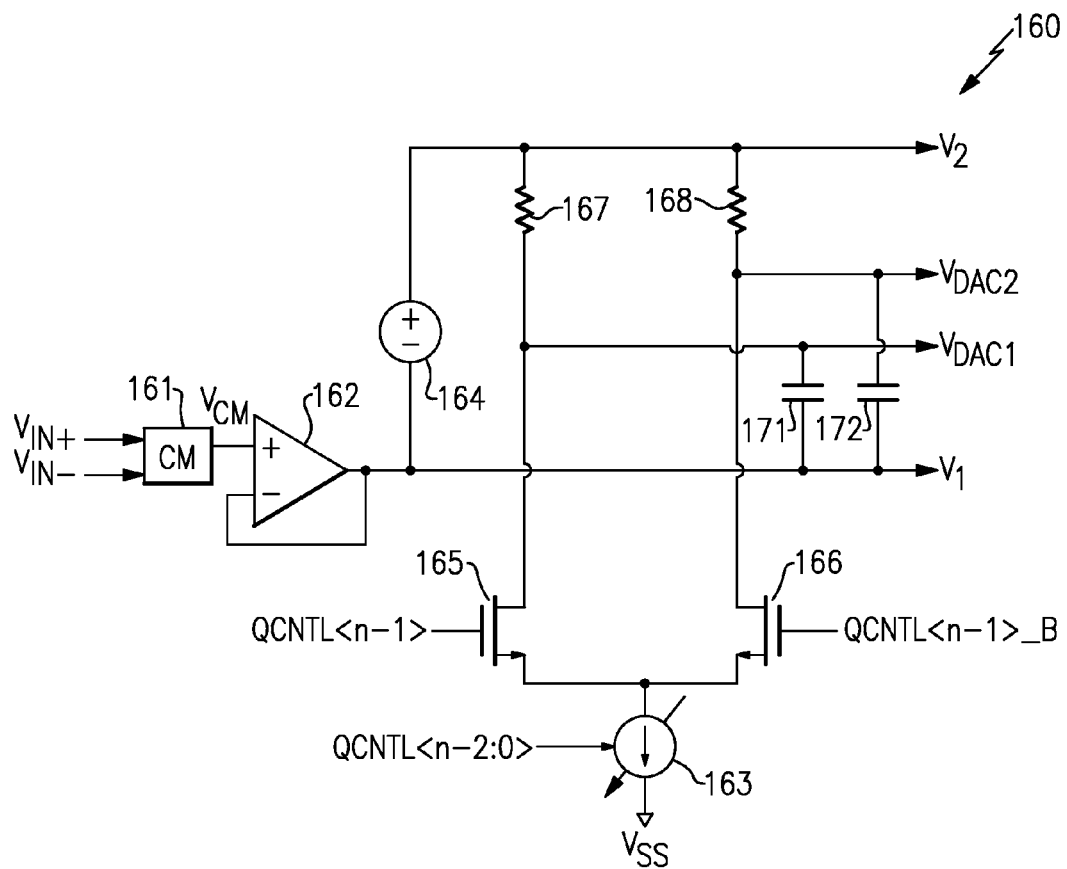 160
V2
167
168
VDAC2
VDAC1
164
161
VCM
162
171
172
VIN+
VIN-
CM
V1
+
-
+
-
165
166
QCNTL<n-1>
QCNTL<n-1>_B
QCNTL<n-2:0>
163
VSS